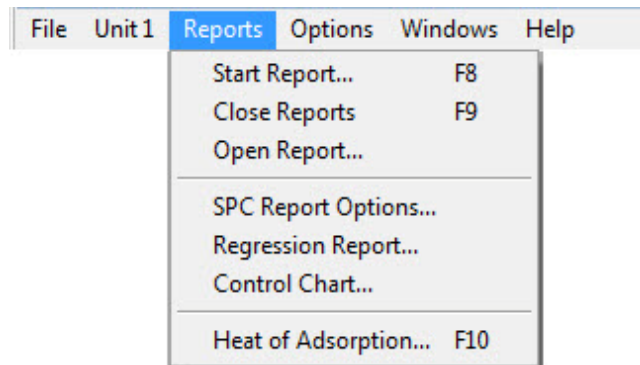 File Unit 1 Reports Options Windows Help
Start Report... F8
Close Reports F9
Open Report...
SPC Report Options...
Regression Report...
Control Chart...
Heat of Adsorption... F10